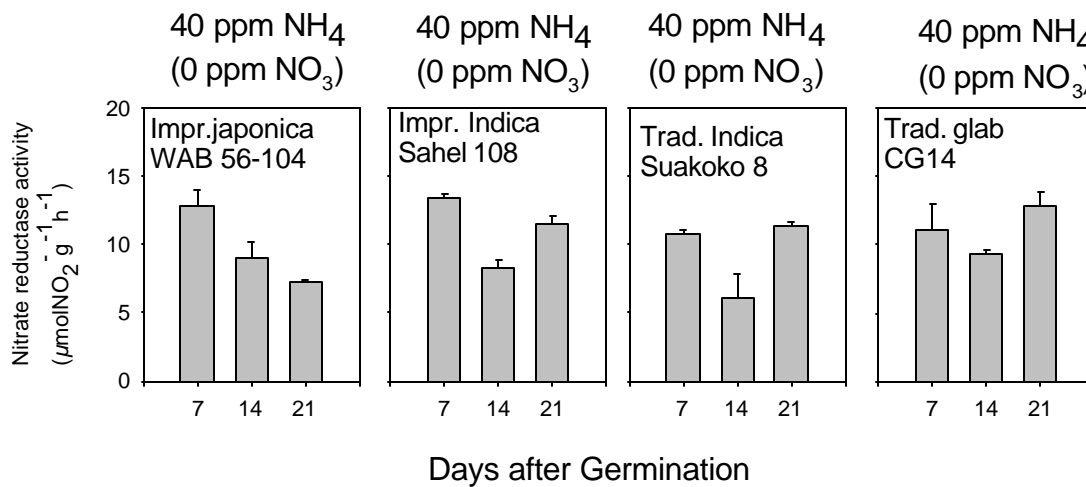 40 ppm NH4
(0 ppm NO3)
40 ppm NH4
(0 ppm NO3)
40 ppm NH4
(0 ppm NO3)
40 ppm NH4
(0 ppm NO3)
Nitrate reductase activity
(µmolNO2- g-1h-1)
20
15
10
5
0
Impr.japonica
WAB 56-104
7 14 21
Impr. Indica
Sahel 108
7 14 21
Trad. Indica
Suakoko 8
7 14 21
Trad. glab
CG14
7 14 21
Days after Germination